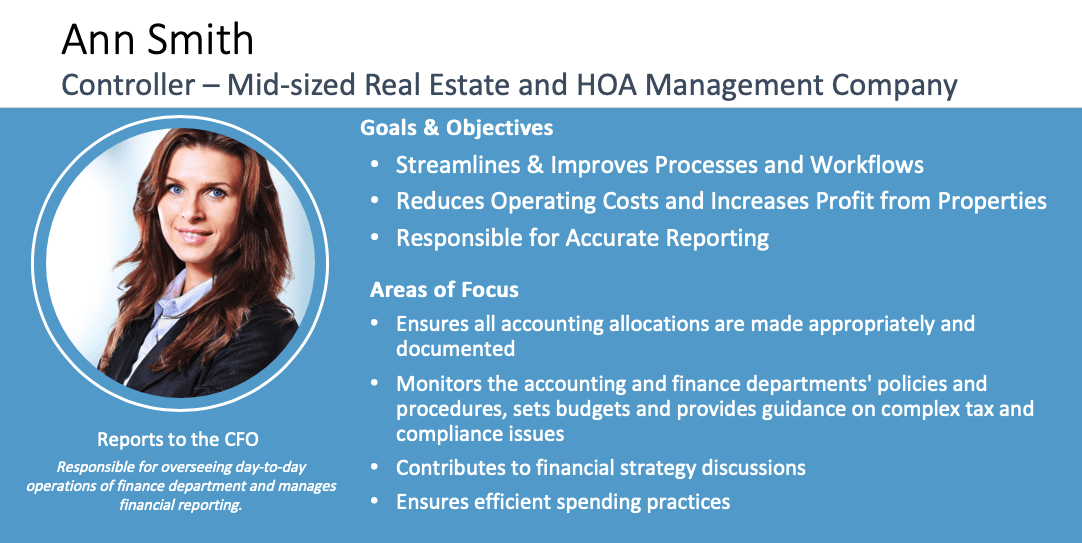 Ann Smith
Controller – Mid-sized Real Estate and HOA Management Company
Goals & Objectives
• Streamlines & Improves Processes and Workflows
• Reduces Operating Costs and Increases Profit from Properties
• Responsible for Accurate Reporting
Areas of Focus
• Ensures all accounting allocations are made appropriately and
documented
• Monitors the accounting and finance departments' policies and
procedures, sets budgets and provides guidance on complex tax and
compliance issues
• Contributes to financial strategy discussions
• Ensures efficient spending practices
Reports to the CFO
Responsible for overseeing day-to-day
operations of finance department and manages
financial reporting.